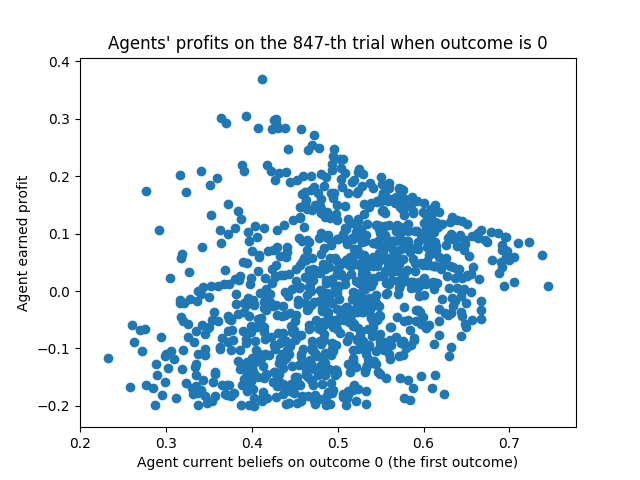 Agents' profits on the 847-th trial when outcome is 0
0.4
0.3
0.2
0.1
0.0
−0.1
−0.2
Agent earned profit
0.2 0.3 0.4 0.5 0.6 0.7
Agent current beliefs on outcome 0 (the first outcome)